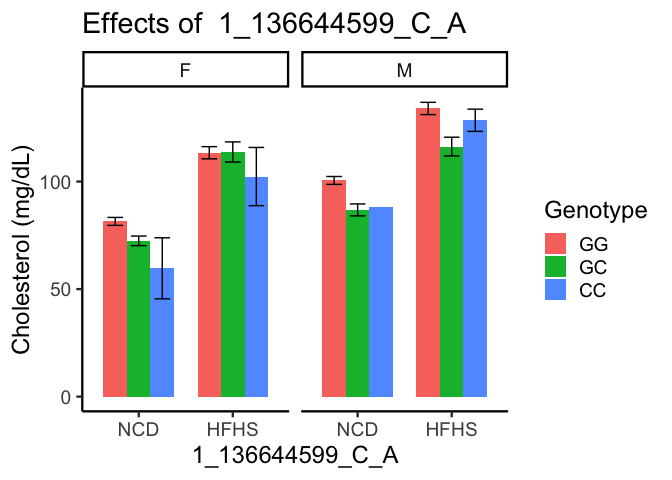 Effects of  1_136644599_C_A
F
M
Cholesterol (mg/dL)
100
50
0
NCD
HFHS
NCD
HFHS
1_136644599_C_A
Genotype
GG
GC
CC